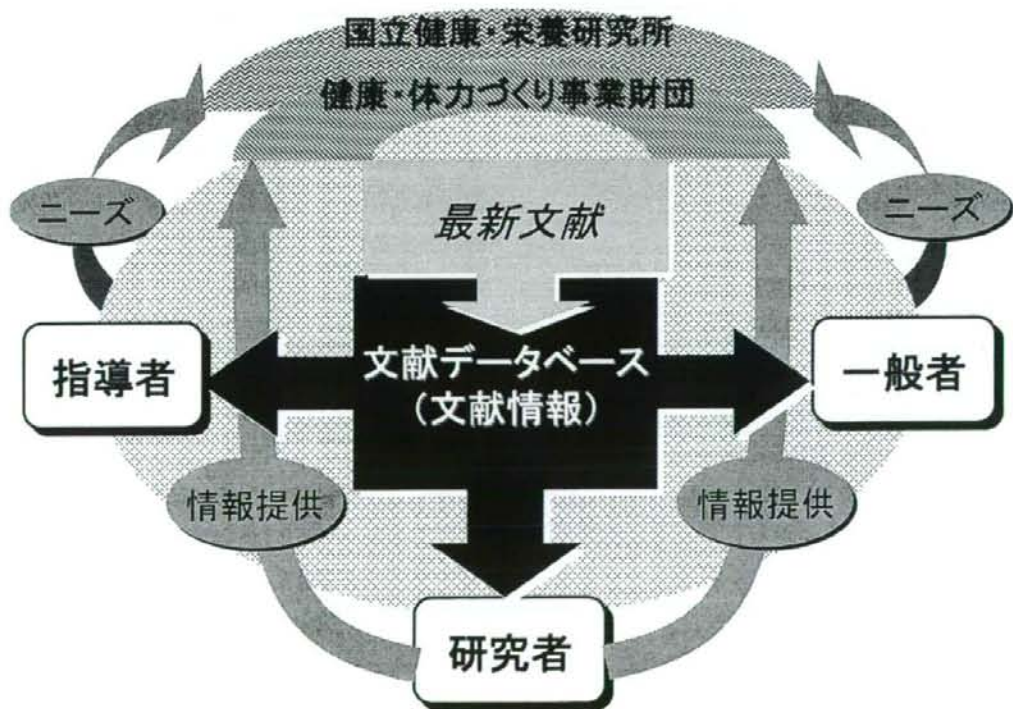 国立健康・栄養研究所
健康・体力づくり事業財団
ニーズ
ニーズ
最新文献
指導者
文献データベース
(文献情報)
一般者
情報提供
情報提供
研究者